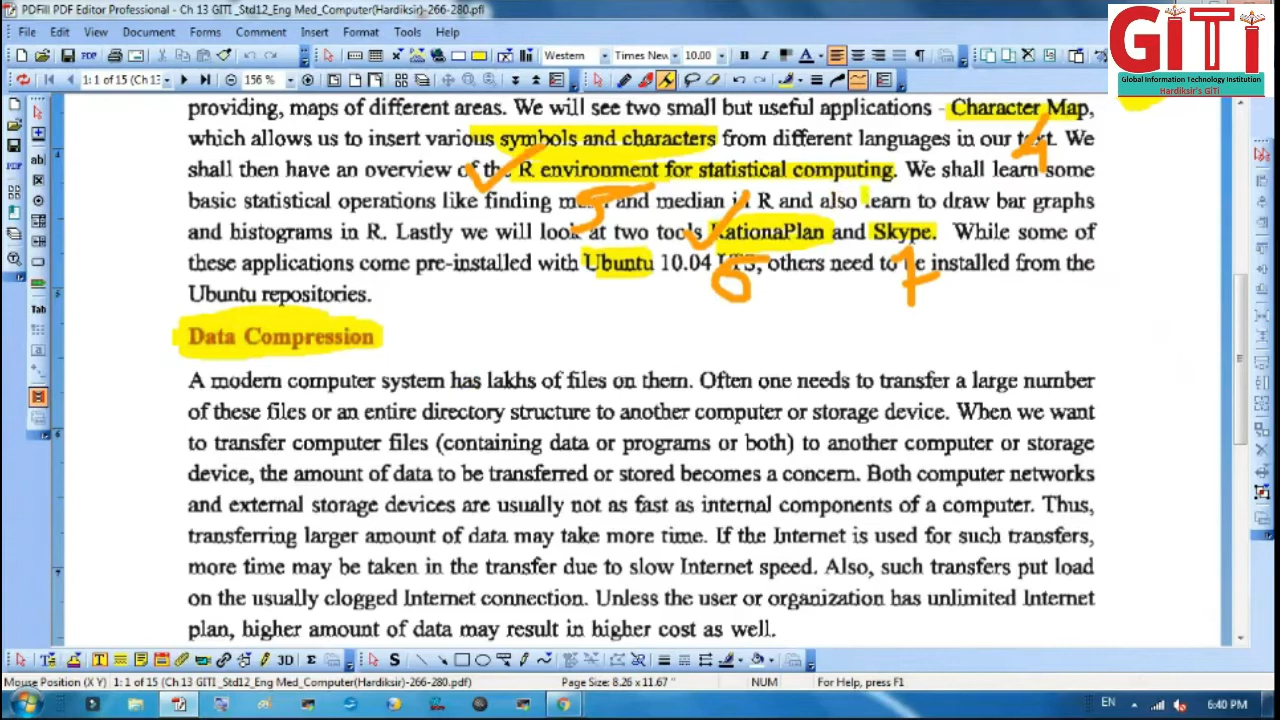 PDFill PDF Editor Professional - Ch 13 GITI _Std12_Eng Med_Computer(Hardiksir)-266-280.pfl
File Edit View Document Forms Comment Insert Format Tools Help
PDF Western Times New 10.00 B I A
1:1 of 15 (Ch 13 156 %
GiTi
Global Information Technology Institution
Hardiksir's GiTi
providing, maps of different areas. We will see two small but useful applications - Character Map,
which allows us to insert various symbols and characters from different languages in our text. We
shall then have an overview of the R environment for statistical computing. We shall learn some
basic statistical operations like finding mean and median in R and also learn to draw bar graphs
and histograms in R. Lastly we will look at two tools RationaPlan and Skype. While some of
these applications come pre-installed with Ubuntu 10.04 LTS, others need to be installed from the
Ubuntu repositories.
4
5
6
7
Data Compression
A modern computer system has lakhs of files on them. Often one needs to transfer a large number
of these files or an entire directory structure to another computer or storage device. When we want
to transfer computer files (containing data or programs or both) to another computer or storage
device, the amount of data to be transferred or stored becomes a concern. Both computer networks
and external storage devices are usually not as fast as internal components of a computer. Thus,
transferring larger amount of data may take more time. If the Internet is used for such transfers,
more time may be taken in the transfer due to slow Internet speed. Also, such transfers put load
on the usually clogged Internet connection. Unless the user or organization has unlimited Internet
plan, higher amount of data may result in higher cost as well.
Tab
3D S
Mouse Position (X Y) 1:1 of 15 (Ch 13 GITI _Std12_Eng Med_Computer(Hardiksir)-266-280.pdf) Page Size: 8.26 x 11.67 " NUM For Help, press F1
EN 6:40 PM